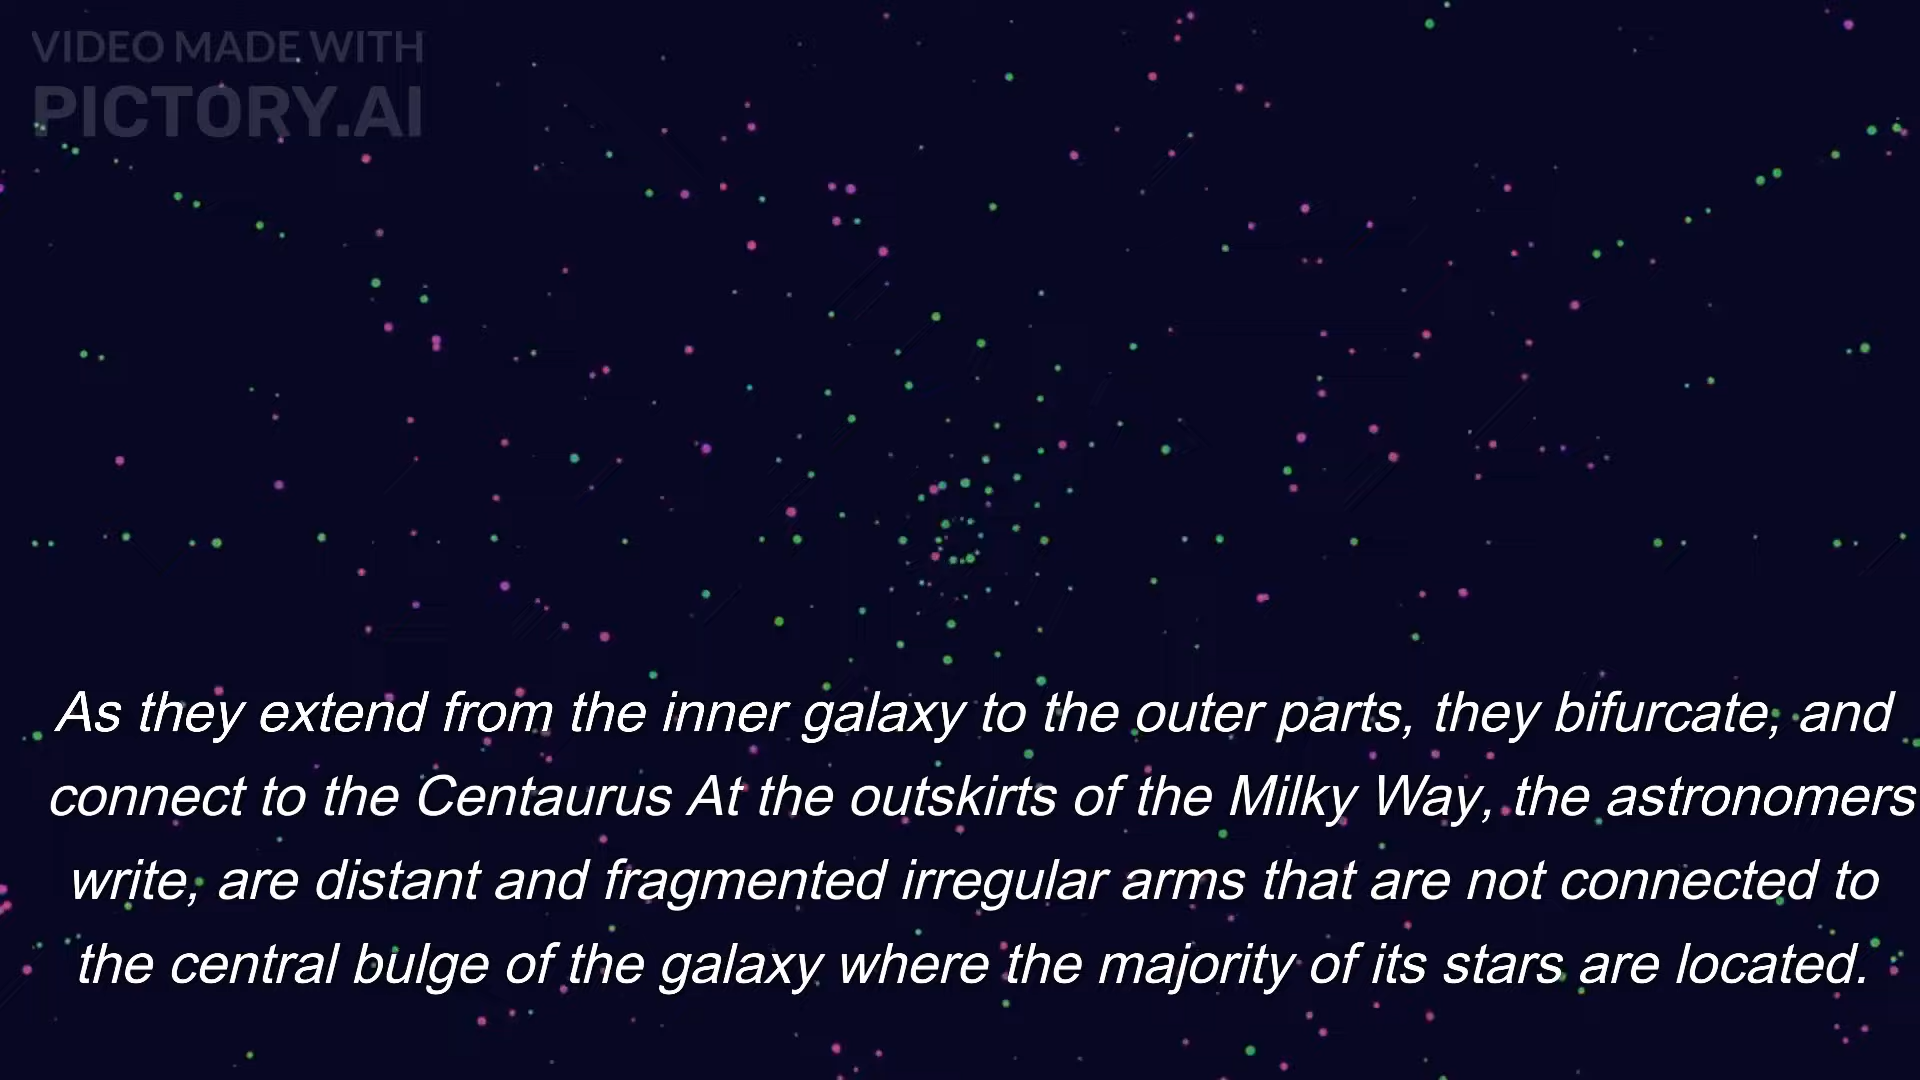 VIDEO MADE WITH
PICTORY.AI
As they extend from the inner galaxy to the outer parts, they bifurcate, and
connect to the Centaurus At the outskirts of the Milky Way, the astronomers
write, are distant and fragmented irregular arms that are not connected to
the central bulge of the galaxy where the majority of its stars are located.